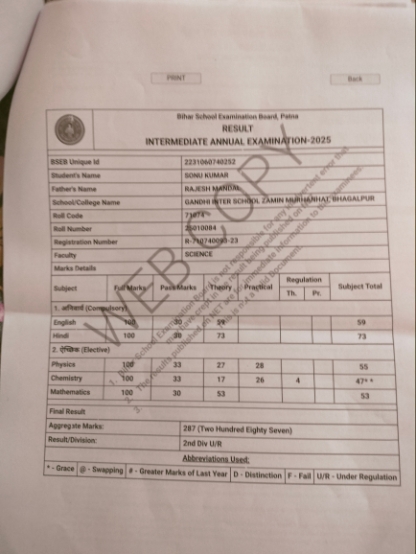 PRINT Back
Bihar School Examination Board, Patna
RESULT
INTERMEDIATE ANNUAL EXAMINATION-2025
BSEB Unique Id 2231060740252
Student's Name SONU KUMAR
Father's Name RAJESH MANDAL
School/College Name GANDHI INTER SCHOOL ZAMIN MURHANHAT, BHAGALPUR
Roll Code
Roll Number 25010084
Registration Number
Faculty SCIENCE
Marks Details
Subject Full Marks Pass Marks Theory Practical Regulation Subject Total
Th. Pr.
1. अनिवार्य (Compulsory)
English 100 30 59 59
Hindi 100 30 73 73
2. ऐच्छिक (Elective)
Physics 100 33 27 28 55
Chemistry 100 33 17 26 4 47* *
Mathematics 100 30 53 53
Final Result
Aggregate Marks: 287 (Two Hundred Eighty Seven)
Result/Division: 2nd Div U/R
Abbreviations Used:
* - Grace @ - Swapping # - Greater Marks of Last Year D - Distinction F - Fail U/R - Under Regulation
WEB COPY